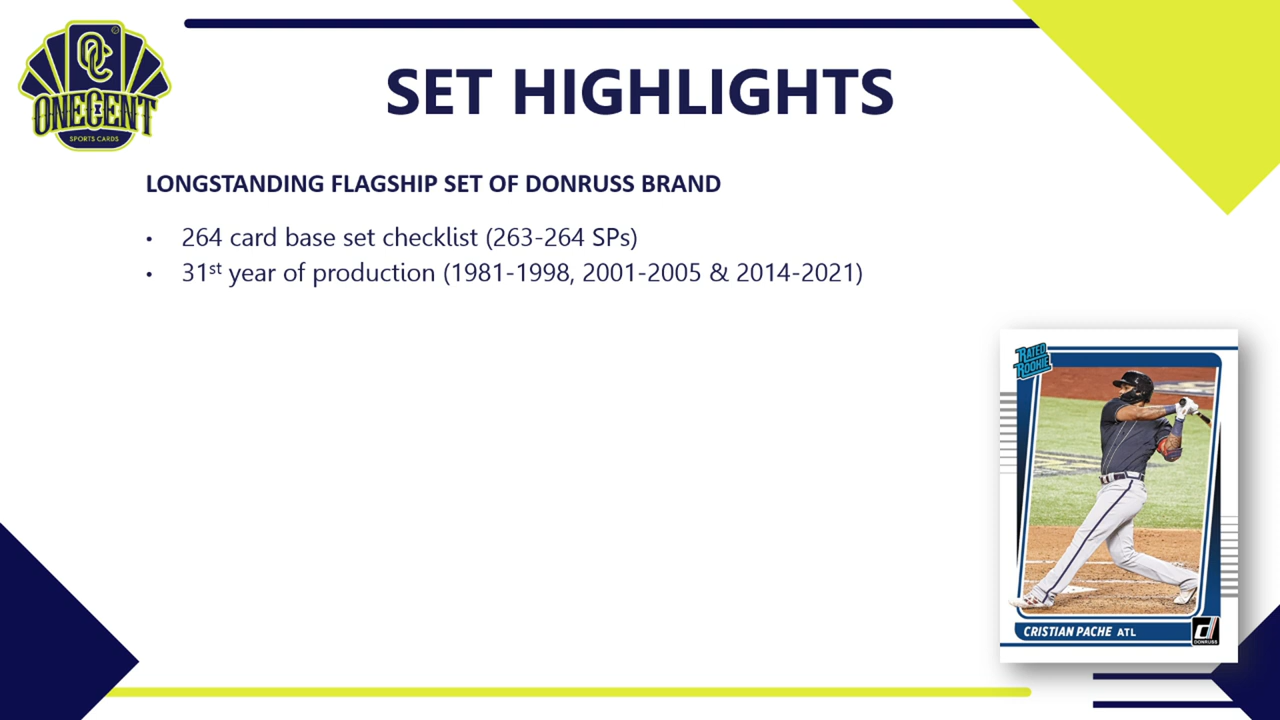 OC
ONECENT
SPORTS CARDS
SET HIGHLIGHTS
LONGSTANDING FLAGSHIP SET OF DONRUSS BRAND
• 264 card base set checklist (263-264 SPs)
• 31st year of production (1981-1998, 2001-2005 & 2014-2021)
RATED
ROOKIE
CRISTIAN PACHE ATL
d
DONRUSS